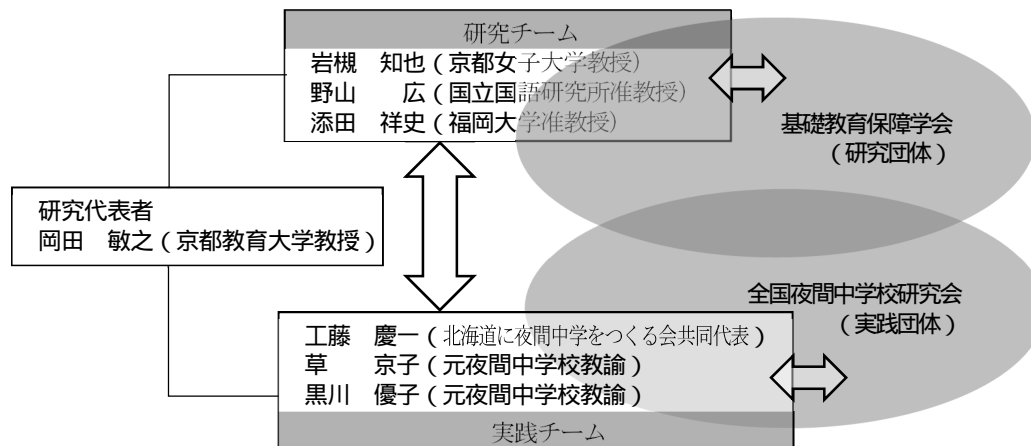 研究チーム
岩槻　知也（京都女子大学教授）
野山　　広（国立国語研究所准教授）
添田　祥史（福岡大学准教授）
基礎教育保障学会
（研究団体）
研究代表者
岡田　敏之（京都教育大学教授）
全国夜間中学校研究会
（実践団体）
工藤　慶一（北海道に夜間中学をつくる会共同代表）
草　　京子（元夜間中学校教諭）
黒川　優子（元夜間中学校教諭）
実践チーム